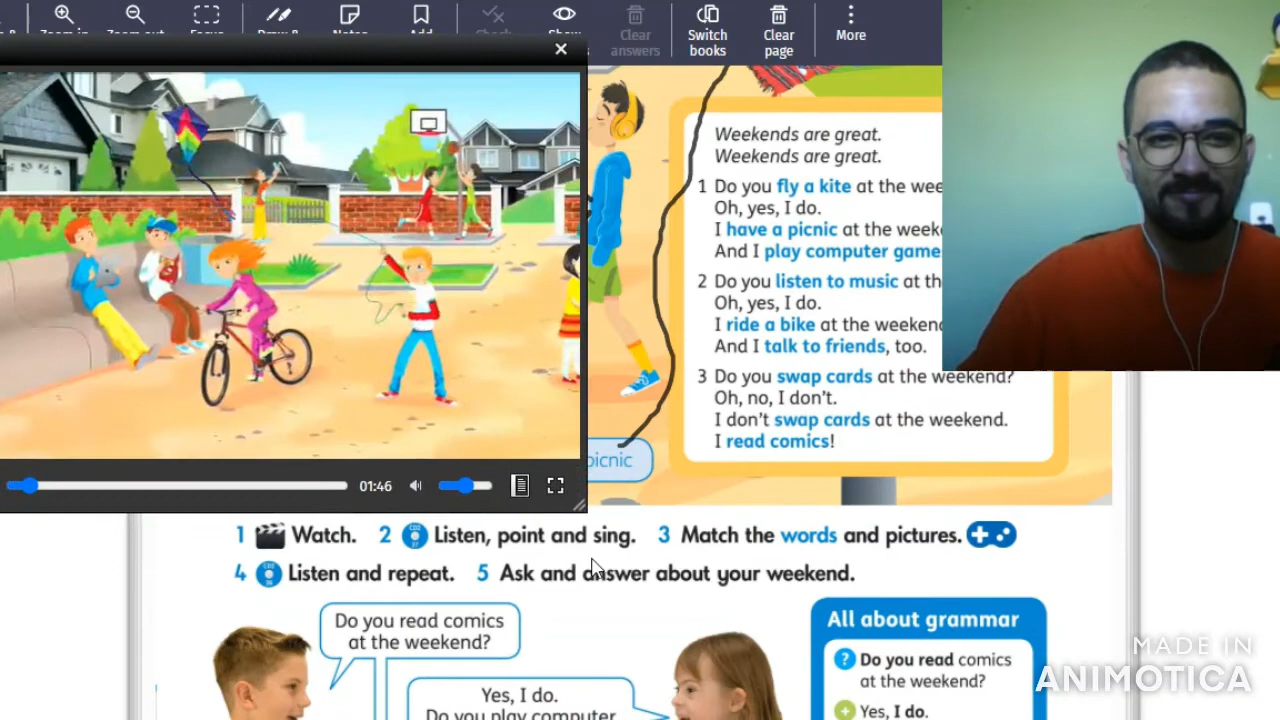 Focus
Notes
Add
Show
Clear
answers
Switch
books
Clear
page
More
Weekends are great.
Weekends are great.
1 Do you fly a kite at the wee
Oh, yes, I do.
I have a picnic at the week
And I play computer game
2 Do you listen to music at th
Oh, yes, I do.
I ride a bike at the weekend
And I talk to friends, too.
3 Do you swap cards at the weekend?
Oh, no, I don't.
I don't swap cards at the weekend.
I read comics!
picnic
01:46
1 Watch. 2 Listen, point and sing. 3 Match the words and pictures.
4 Listen and repeat. 5 Ask and answer about your weekend.
Do you read comics
at the weekend?
Yes, I do.
Do you play computer
All about grammar
? Do you read comics
at the weekend?
+ Yes, I do.
MADE IN
ANIMOTICA